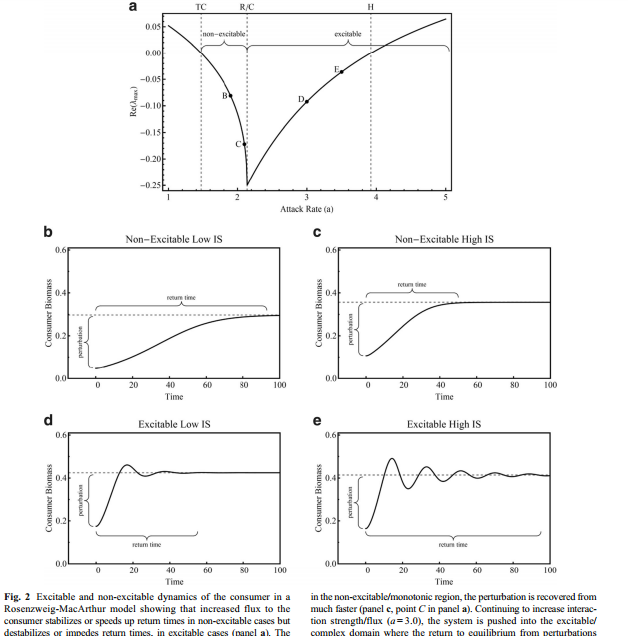 a
TC R/C H
non−excitable excitable
0.05
0.00
−0.05
−0.10
−0.15
−0.20
−0.25
Re(λmax)
B
C
D
E
1 2 3 4 5
Attack Rate (a)
b
Non−Excitable Low IS
0.6
0.4
0.2
0.0
Consumer Biomass
perturbation
return time
0 20 40 60 80 100
Time
c
Non−Excitable High IS
0.6
0.4
0.2
0.0
Consumer Biomass
perturbation
return time
0 20 40 60 80 100
Time
d
Excitable Low IS
0.6
0.4
0.2
0.0
Consumer Biomass
perturbation
return time
0 20 40 60 80 100
Time
e
Excitable High IS
0.6
0.4
0.2
0.0
Consumer Biomass
perturbation
return time
0 20 40 60 80 100
Time
Fig. 2 Excitable and non-excitable dynamics of the consumer in a
Rosenzweig-MacArthur model showing that increased flux to the
consumer stabilizes or speeds up return times in non-excitable cases but
destabilizes or impedes return times, in excitable cases (panel a). The
in the non-excitable/monotonic region, the perturbation is recovered from
much faster (panel c, point C in panel a). Continuing to increase interac-
tion strength/flux (a = 3.0), the system is pushed into the excitable/
complex domain where the return to equilibrium from perturbations